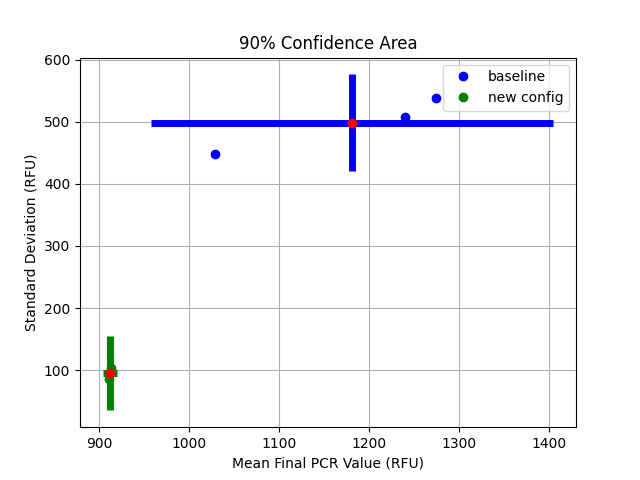 90% Confidence Area
baseline
new config
600
500
400
300
200
100
Standard Deviation (RFU)
900 1000 1100 1200 1300 1400
Mean Final PCR Value (RFU)